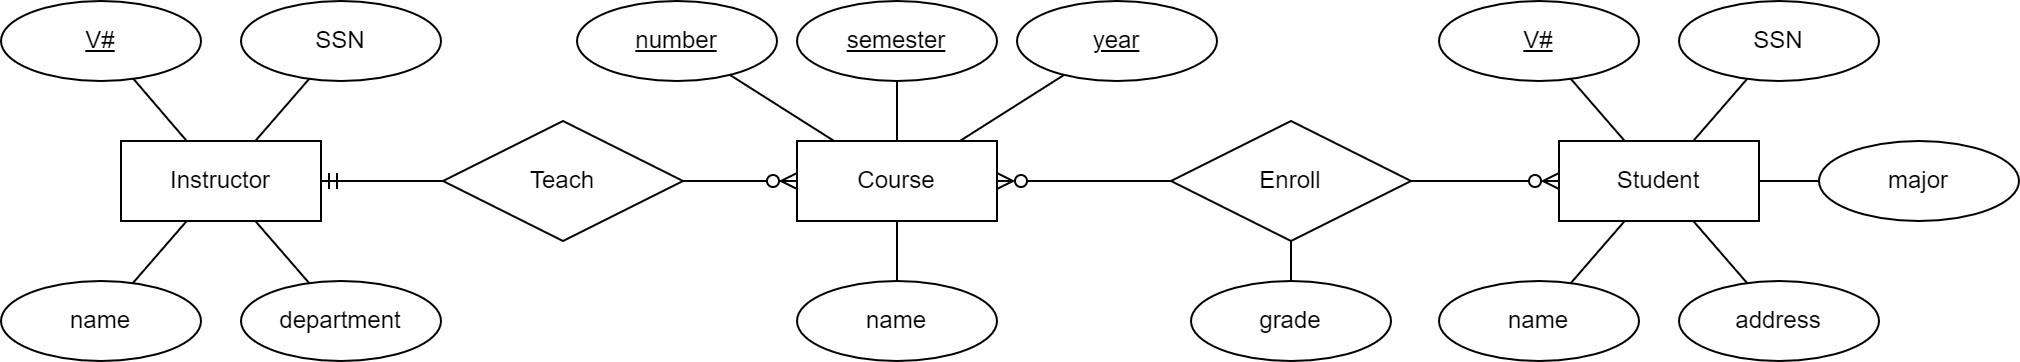 V#
SSN
number
semester
year
V#
SSN
Instructor
Teach
Course
Enroll
Student
major
name
department
name
grade
name
address